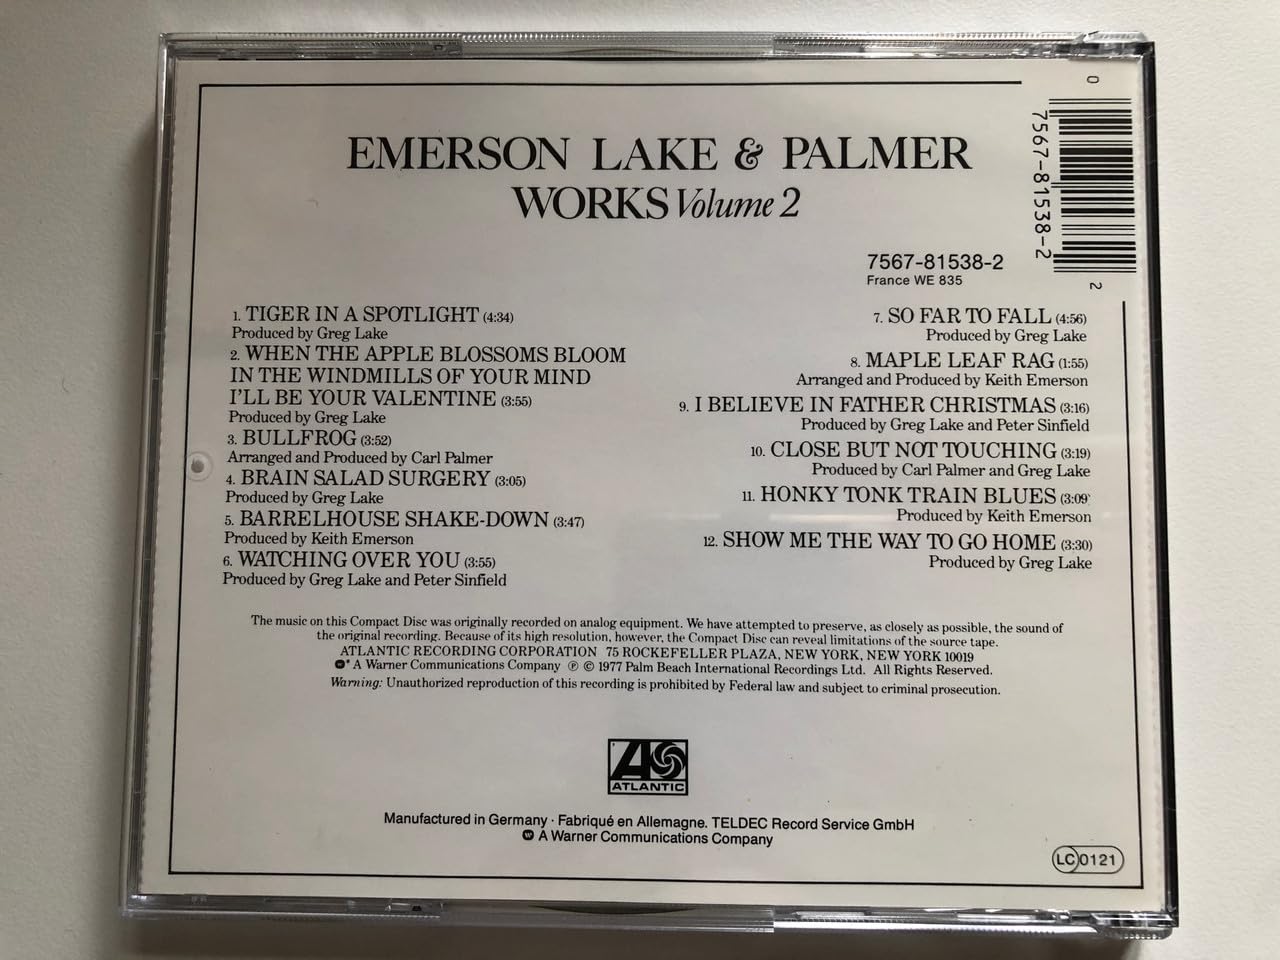 EMERSON LAKE & PALMER
WORKS Volume 2
0
7567-81538-2
2
7567-81538-2
France WE 835
1. TIGER IN A SPOTLIGHT (4:34)
Produced by Greg Lake
2. WHEN THE APPLE BLOSSOMS BLOOM
IN THE WINDMILLS OF YOUR MIND
I'LL BE YOUR VALENTINE (3:55)
Produced by Greg Lake
3. BULLFROG (3:52)
Arranged and Produced by Carl Palmer
4. BRAIN SALAD SURGERY (3:05)
Produced by Greg Lake
5. BARRELHOUSE SHAKE-DOWN (3:47)
Produced by Keith Emerson
6. WATCHING OVER YOU (3:55)
Produced by Greg Lake and Peter Sinfield
7. SO FAR TO FALL (4:56)
Produced by Greg Lake
8. MAPLE LEAF RAG (1:55)
Arranged and Produced by Keith Emerson
9. I BELIEVE IN FATHER CHRISTMAS (3:16)
Produced by Greg Lake and Peter Sinfield
10. CLOSE BUT NOT TOUCHING (3:19)
Produced by Carl Palmer and Greg Lake
11. HONKY TONK TRAIN BLUES (3:09)
Produced by Keith Emerson
12. SHOW ME THE WAY TO GO HOME (3:30)
Produced by Greg Lake
The music on this Compact Disc was originally recorded on analog equipment. We have attempted to preserve, as closely as possible, the sound of
the original recording. Because of its high resolution, however, the Compact Disc can reveal limitations of the source tape.
ATLANTIC RECORDING CORPORATION 75 ROCKEFELLER PLAZA, NEW YORK, NEW YORK 10019
W* A Warner Communications Company ℗ © 1977 Palm Beach International Recordings Ltd. All Rights Reserved.
Warning: Unauthorized reproduction of this recording is prohibited by Federal law and subject to criminal prosecution.
ATLANTIC
Manufactured in Germany · Fabriqué en Allemagne. TELDEC Record Service GmbH
W A Warner Communications Company
LC 0121